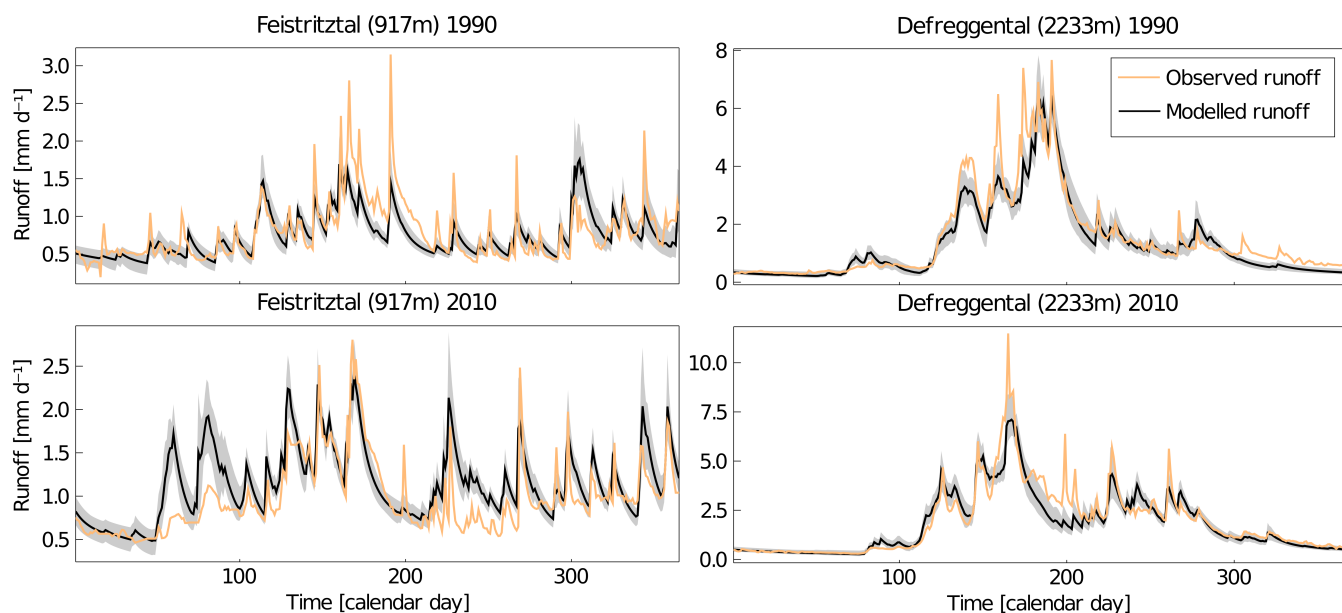 Feistritztal (917m) 1990
Defreggental (2233m) 1990
Runoff [mm d⁻¹]
3.0
2.5
2.0
1.5
1.0
0.5
8
6
4
2
0
Observed runoff
Modelled runoff
Feistritztal (917m) 2010
Defreggental (2233m) 2010
Runoff [mm d⁻¹]
2.5
2.0
1.5
1.0
0.5
10.0
7.5
5.0
2.5
0.0
100
200
300
100
200
300
Time [calendar day]
Time [calendar day]